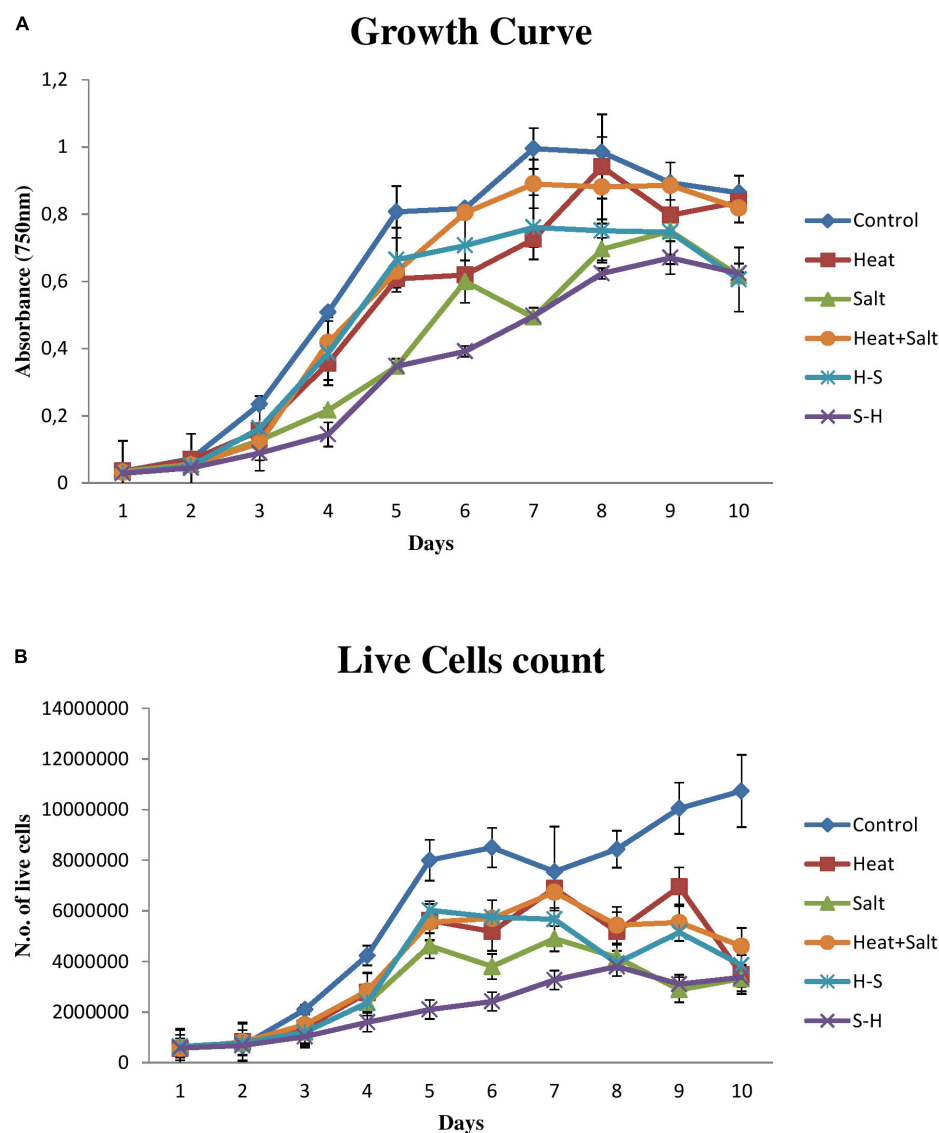 A
Growth Curve
1,2
1
0,8
0,6
0,4
0,2
0
Absorbance (750nm)
1 2 3 4 5 6 7 8 9 10
Days
Control
Heat
Salt
Heat+Salt
H-S
S-H
B
Live Cells count
14000000
12000000
10000000
8000000
6000000
4000000
2000000
0
N.o. of live cells
1 2 3 4 5 6 7 8 9 10
Days
Control
Heat
Salt
Heat+Salt
H-S
S-H